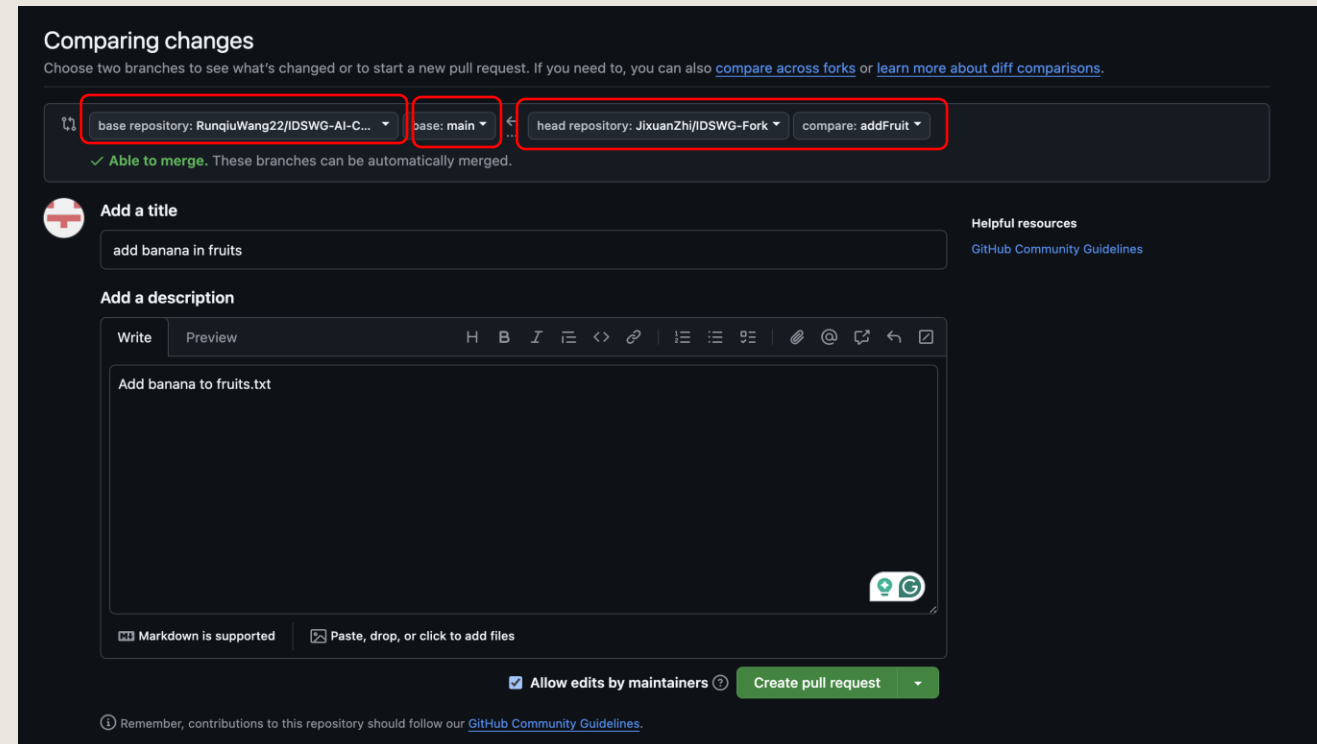 Comparing changes
Choose two branches to see what's changed or to start a new pull request. If you need to, you can also compare across forks or learn more about diff comparisons.
base repository: RunqiuWang22/IDSWG-AI-C... base: main head repository: JixuanZhi/IDSWG-Fork compare: addFruit
Able to merge. These branches can be automatically merged.
Add a title
Helpful resources
add banana in fruits
GitHub Community Guidelines
Add a description
Write Preview
Add banana to fruits.txt
Markdown is supported Paste, drop, or click to add files
Allow edits by maintainers Create pull request
Remember, contributions to this repository should follow our GitHub Community Guidelines.